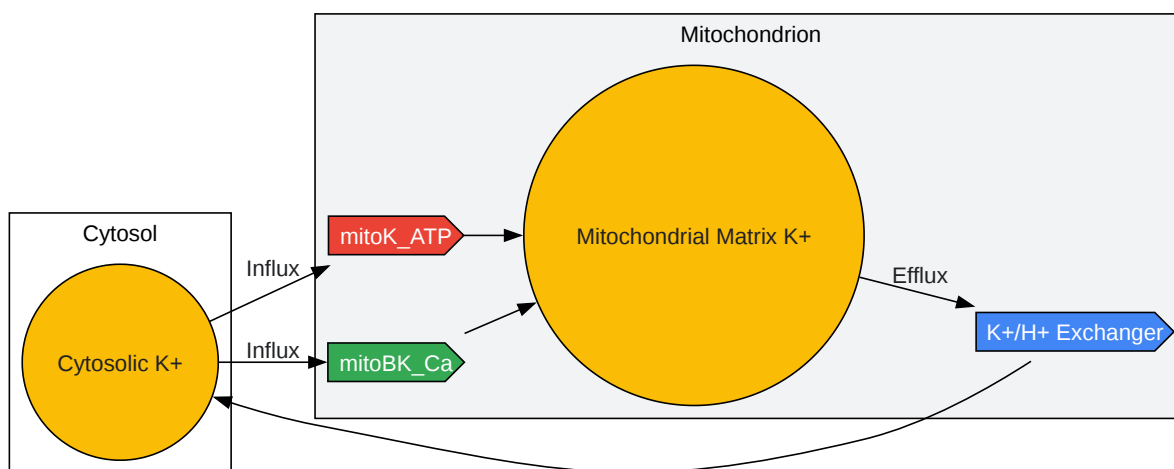 Mitochondrion
Cytosol
mitoK_ATP
Mitochondrial Matrix K+
Influx
Efflux
K+/H+ Exchanger
Influx
mitoBK_Ca
Cytosolic K+